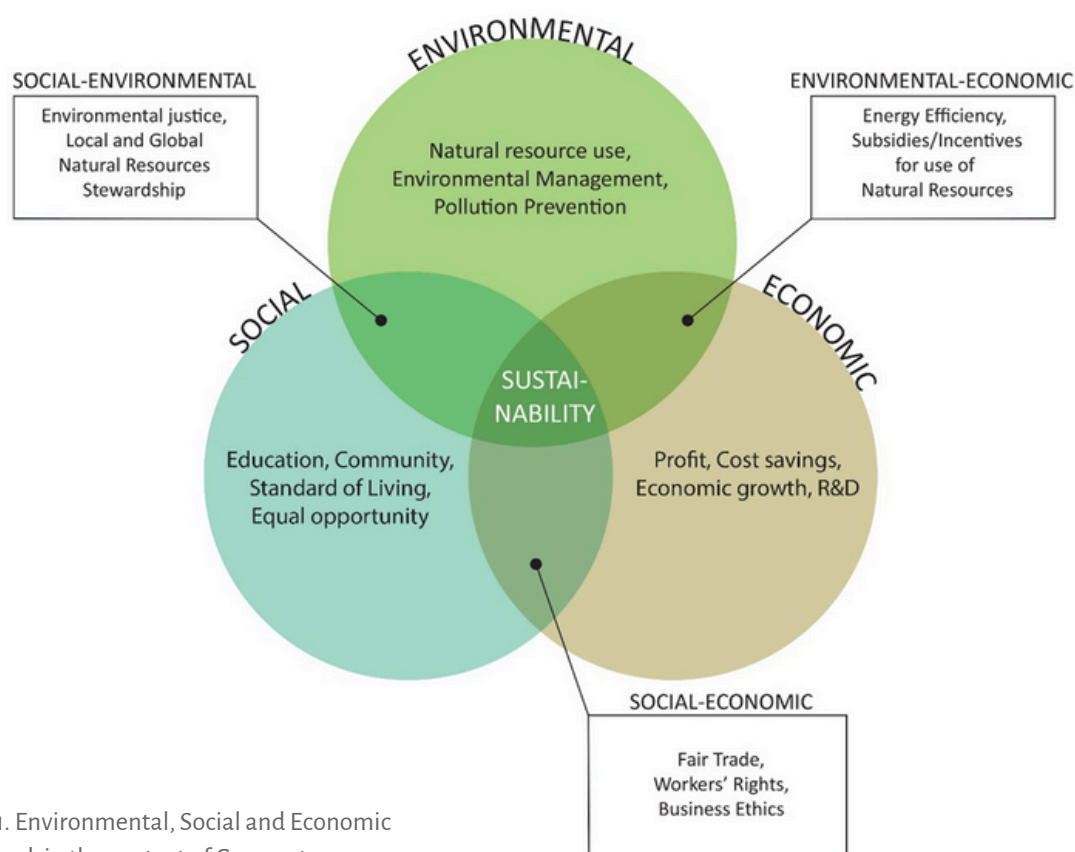 ENVIRONMENTAL
SOCIAL-ENVIRONMENTAL
Environmental justice,
Local and Global
Natural Resources
Stewardship
ENVIRONMENTAL-ECONOMIC
Energy Efficiency,
Subsidies/Incentives
for use of
Natural Resources
Natural resource use,
Environmental Management,
Pollution Prevention
SOCIAL
ECONOMIC
SUSTAI-
NABILITY
Education, Community,
Standard of Living,
Equal opportunity
Profit, Cost savings,
Economic growth, R&D
SOCIAL-ECONOMIC
Fair Trade,
Workers’ Rights,
Business Ethics
1. Environmental, Social and Economic